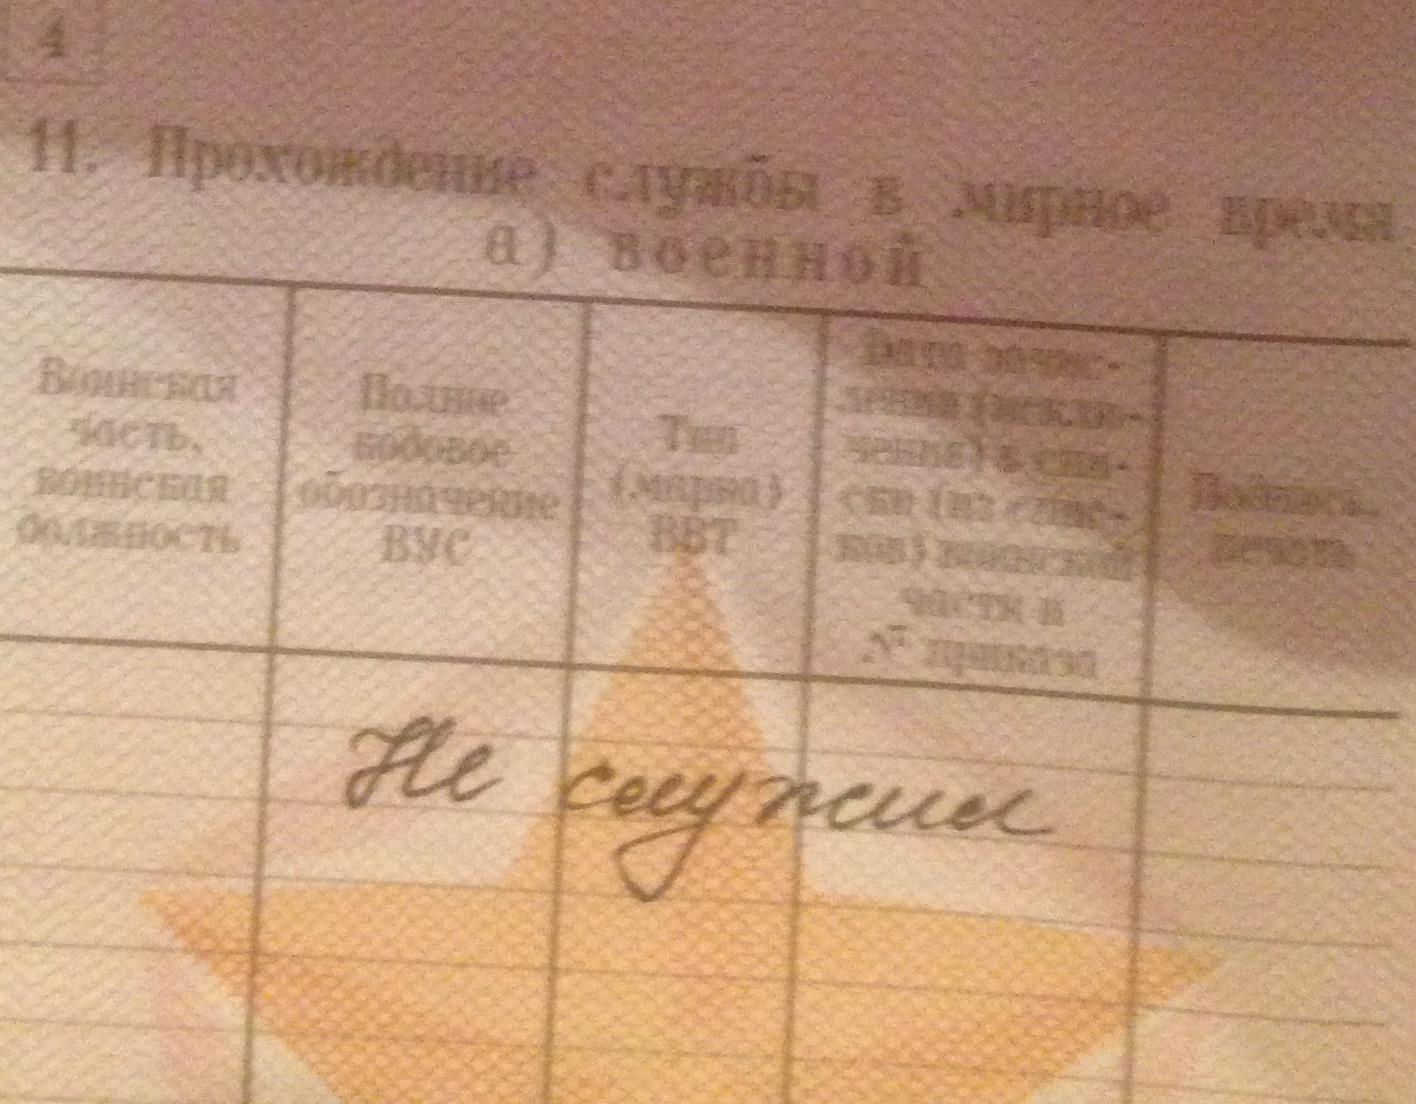 4
11. Прохождение службы в мирное время
а) военной
Воинская
часть,
воинская
должность
Полное
кодовое
обозначение
ВУС
Тип
(марка)
ВВТ
Дата зачис-
ления (исклю-
чения) в спи-
ски (из спис-
ков) воинской
части и
№ приказа
Подпись,
печать
Не служил